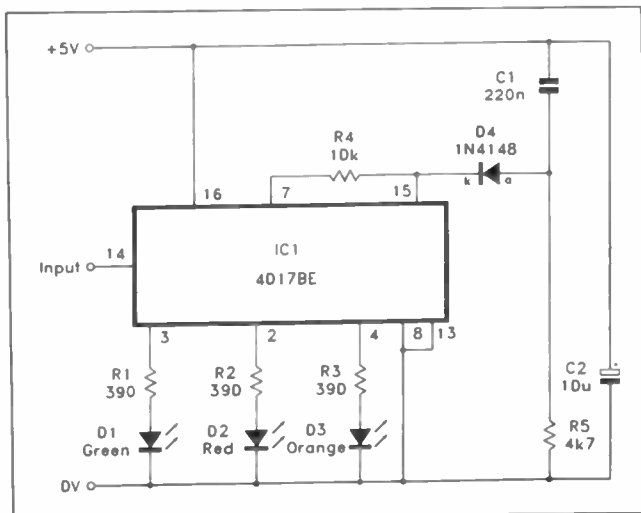 +5V
C1
220n
R4
10k
D4
1N4148
k
a
16
7
15
14
Input
IC1
4017BE
3
2
4
8
13
R1
390
R2
390
R3
390
C2
10u
+
D1
Green
D2
Red
D3
Orange
R5
4k7
0V